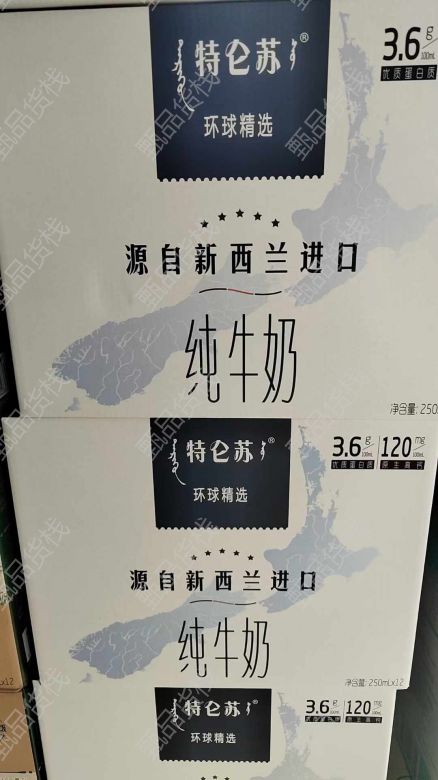 特仑苏®
环球精选
3.6g
100mL
优质蛋白质
源自新西兰进口
纯牛奶
净含量:250
特仑苏®
环球精选
3.6g/100mL
120mg/100mL
优质蛋白质
原生高钙
源自新西兰进口
纯牛奶
净含量:250mLx12
x12
特仑苏®
环球精选
3.6g
120mg
甄品货栈